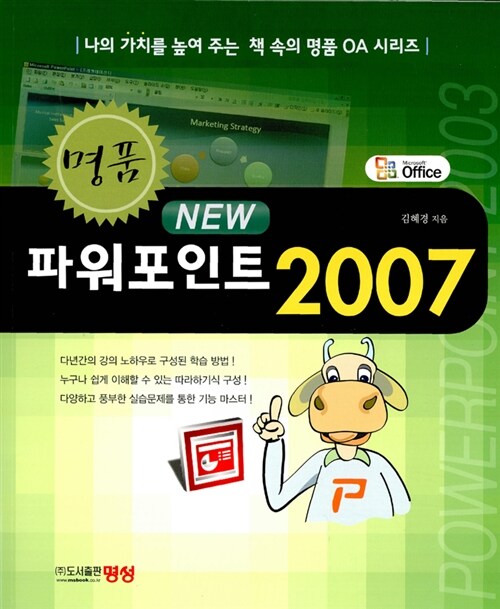 나의 가치를 높여 주는 책 속의 명품 OA 시리즈
Marketing Strategy
명품
Microsoft
Office
NEW
김혜경 지음
파워포인트 2007
다년간의 강의 노하우로 구성된 학습 방법 !
누구나 쉽게 이해할 수 있는 따라하기식 구성 !
다양하고 풍부한 실습문제를 통한 기능 마스터 !
P
(주)도서출판 명성
www.msbook.co.kr
POWERPOINT 2003